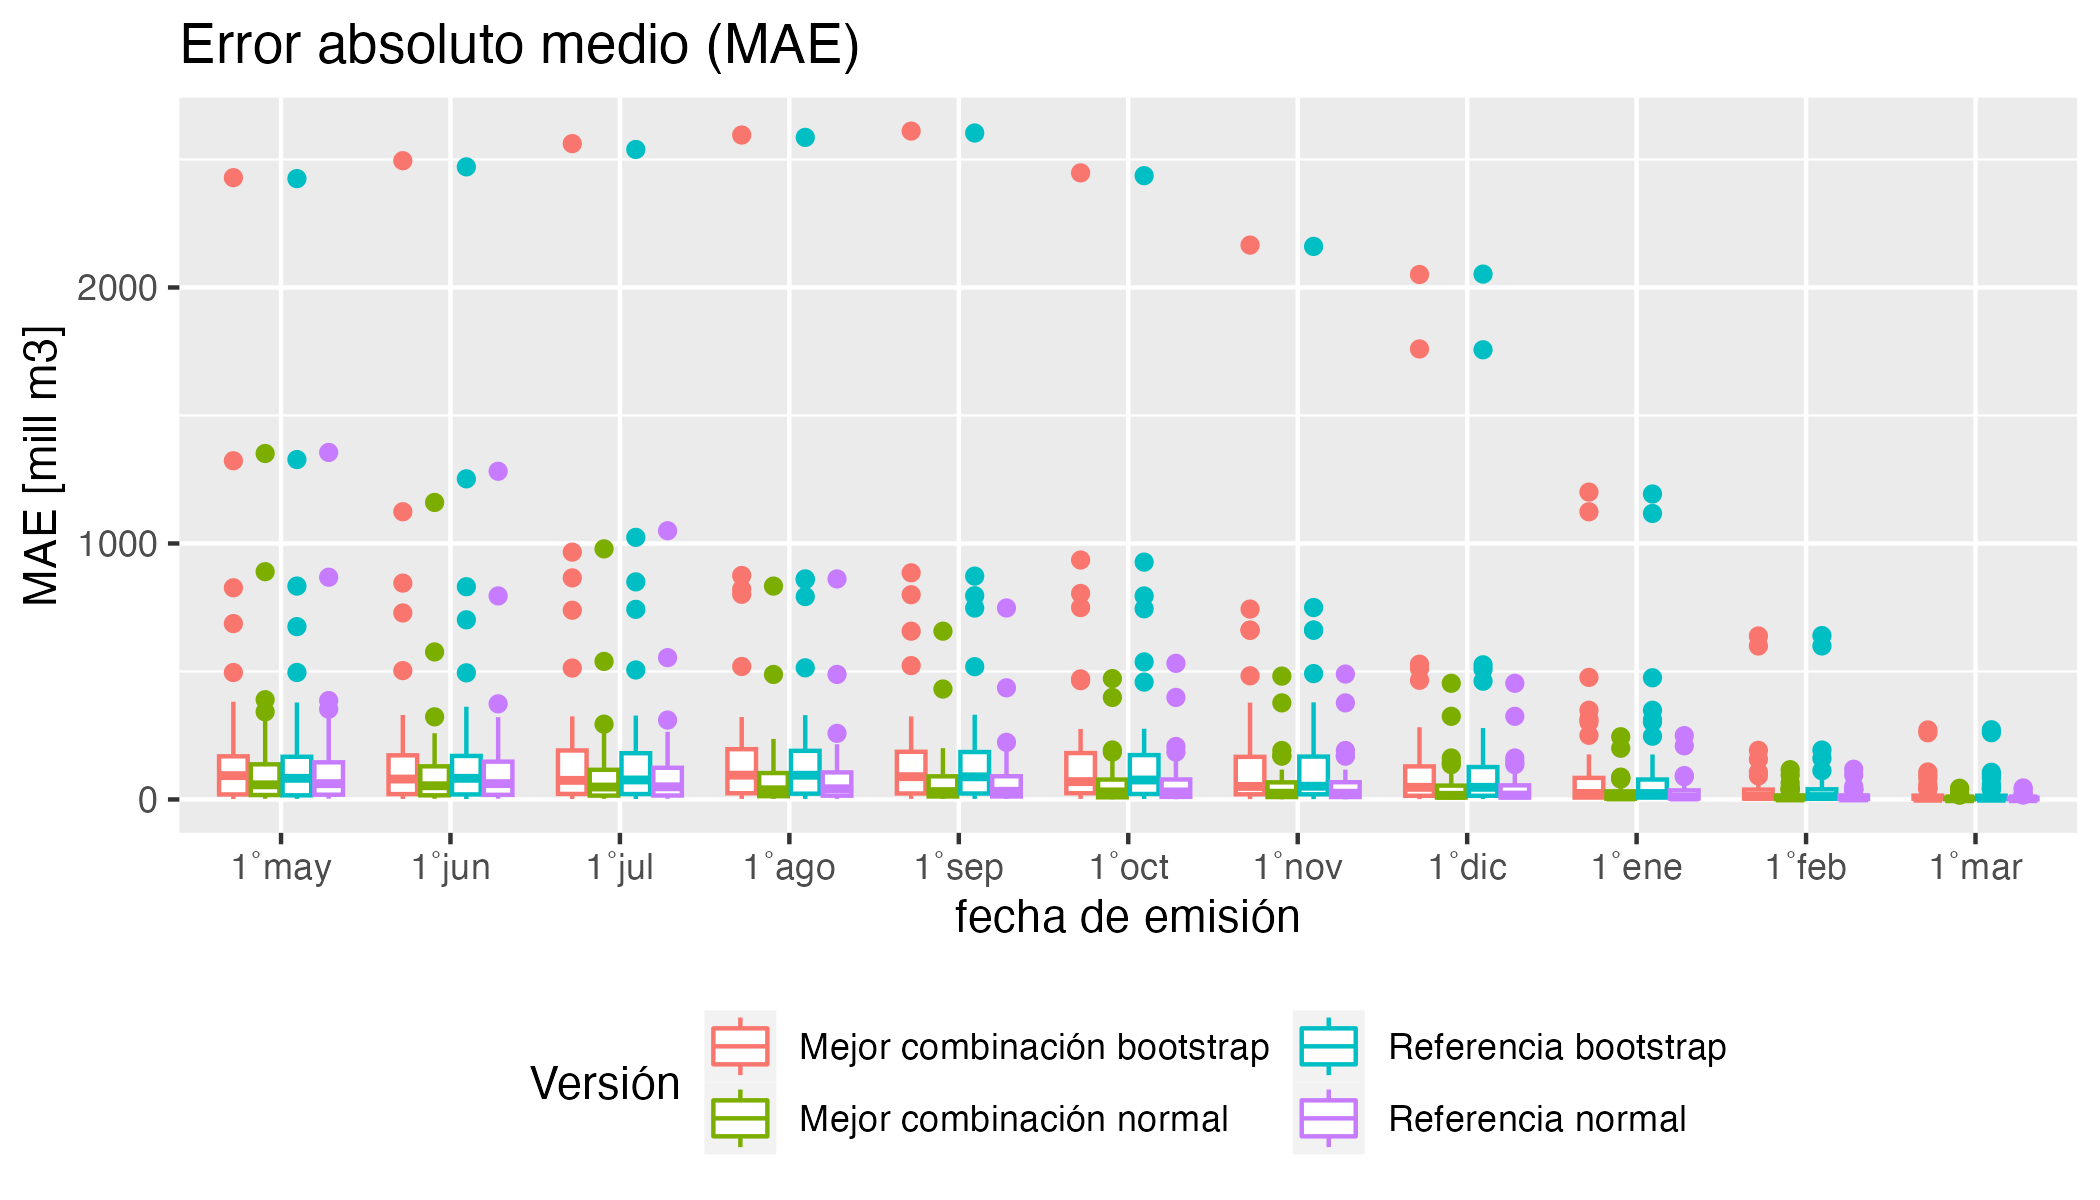 Error absoluto medio (MAE)
MAE [mill m3]
2000
1000
0
1°may 1°jun 1°jul 1°ago 1°sep 1°oct 1°nov 1°dic 1°ene 1°feb 1°mar
fecha de emisión
Versión
Mejor combinación bootstrap
Mejor combinación normal
Referencia bootstrap
Referencia normal